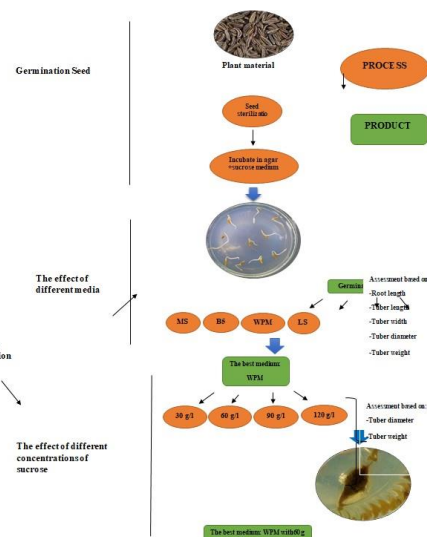 Plant material
Germination Seed
PROCESS
Seed
sterilizatio
PRODUCT
Incubate in agar
+sucrose medium
The effect of
different media
Germina
Assessment based on
-Root length
-Tuber length
-Tuber width
-Tuber diameter
-Tuber weight
MS
B5
WPM
LS
ion
The best medium:
WPM
30 g/l
60 g/l
90 g/l
120 g/l
Assessment based on:
-Tuber diameter
-Tuber weight
The effect of different
concentrations of
sucrose
The best medium: WPM with60g